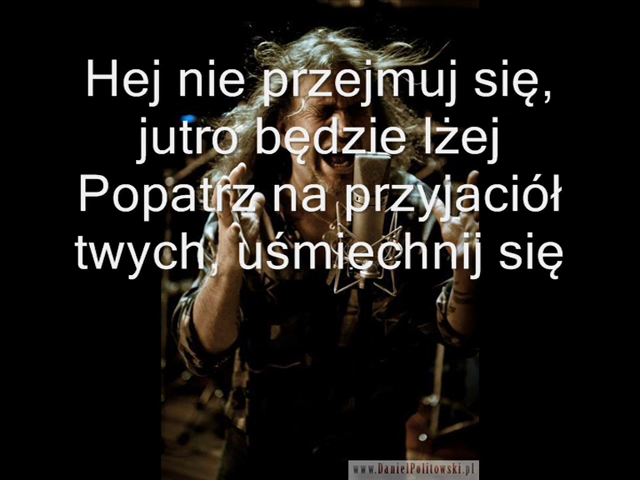 Hej nie przejmuj się,
jutro będzie lżej
Popatrz na przyjaciół
twych, uśmiechnij się
www.DanielPolitowski.pl